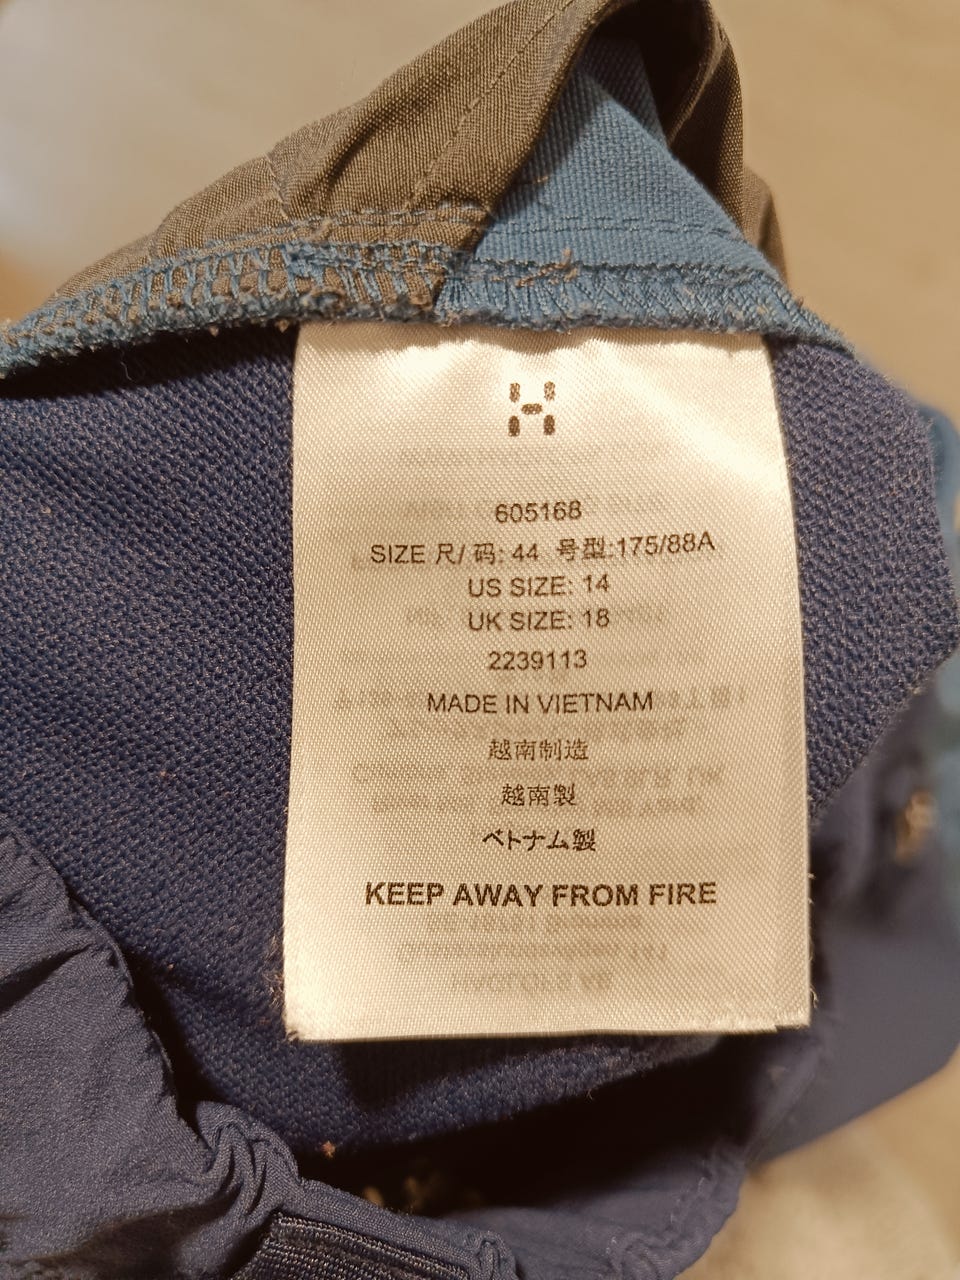 605168
SIZE 尺/ 码: 44 号型:175/88A
US SIZE: 14
UK SIZE: 18
2239113
MADE IN VIETNAM
越南制造
越南製
ベトナム製
KEEP AWAY FROM FIRE